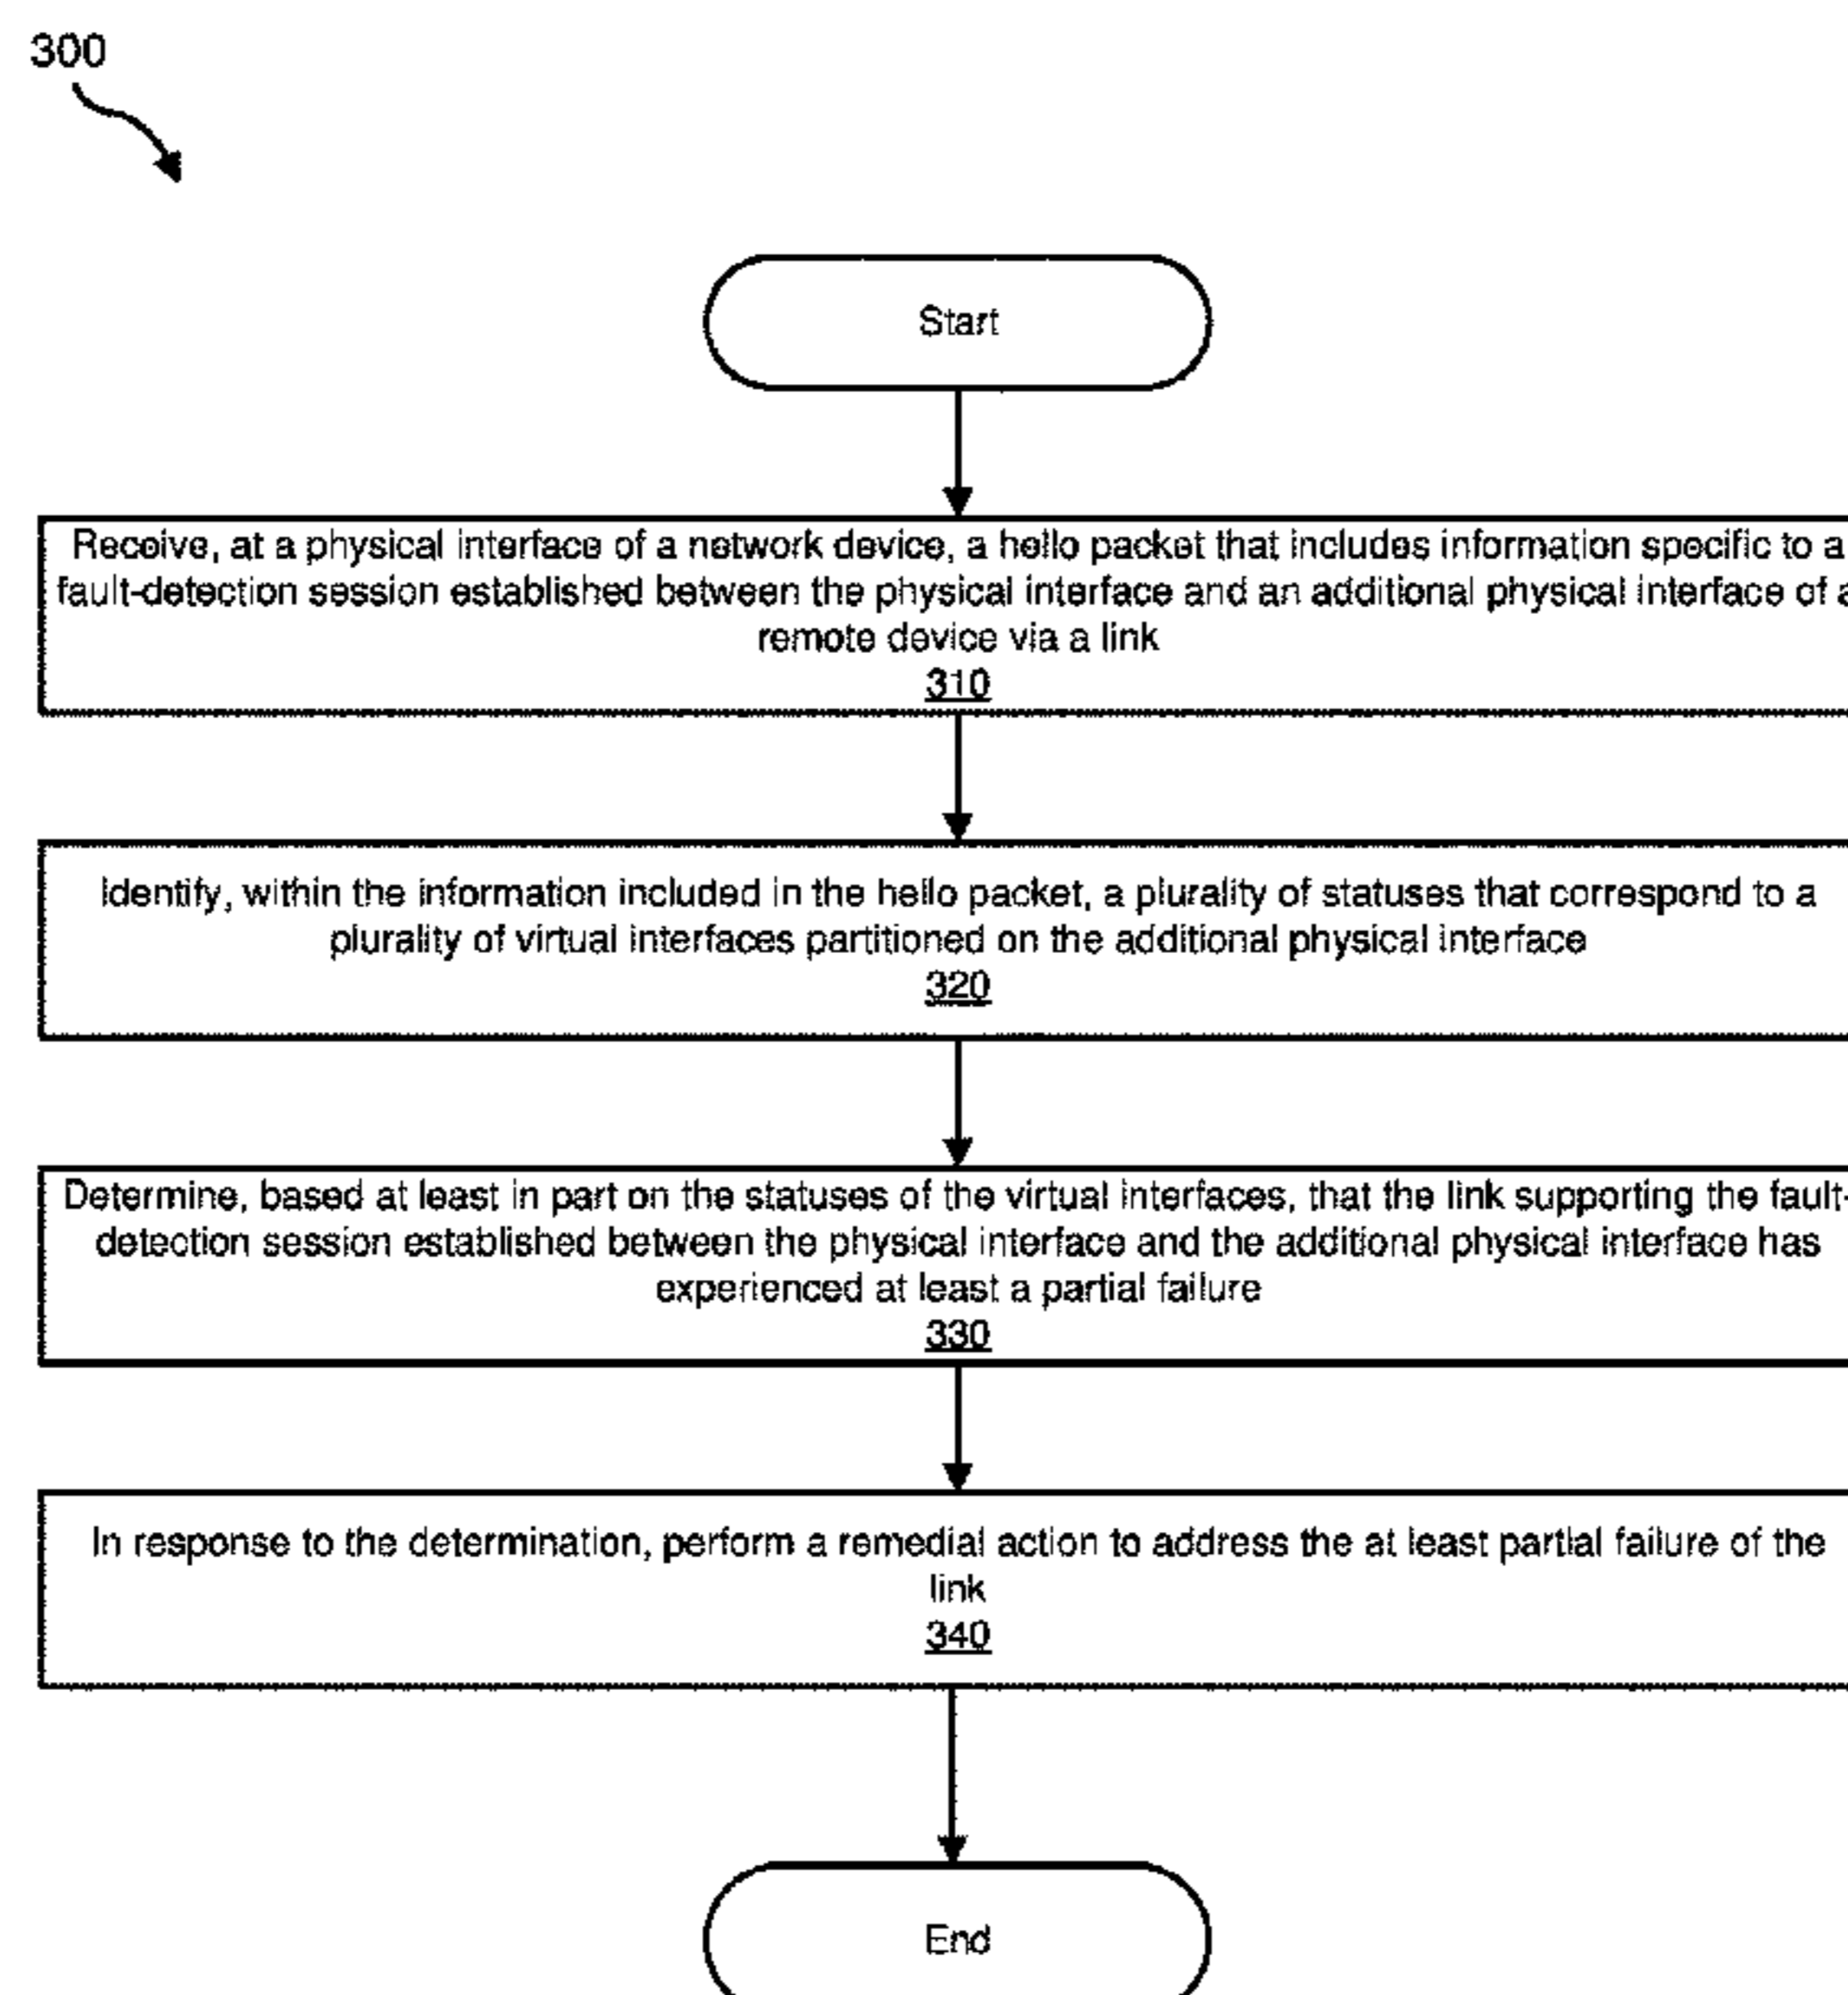 300
Start
Receive, at a physical interface of a network device, a hello packet that includes information specific to a
fault-detection session established between the physical interface and an additional physical interface of a
remote device via a link
310
Identify, within the information included in the hello packet, a plurality of statuses that correspond to a
plurality of virtual interfaces partitioned on the additional physical interface
320
Determine, based at least in part on the statuses of the virtual interfaces, that the link supporting the fault-
detection session established between the physical interface and the additional physical interface has
experienced at least a partial failure
330
In response to the determination, perform a remedial action to address the at least partial failure of the
link
340
End